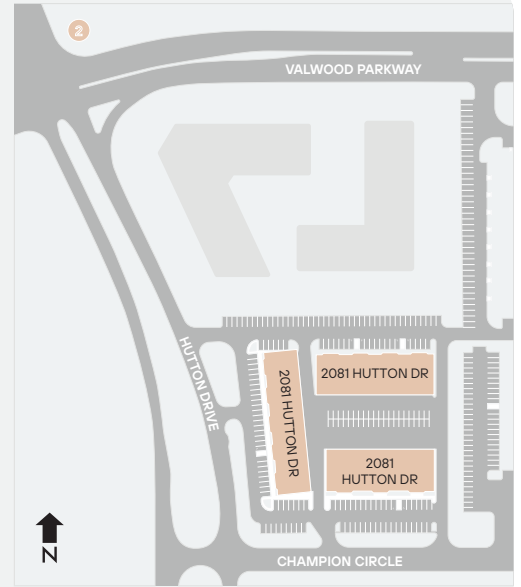 2
VALWOOD PARKWAY
HUTTON DRIVE
2081 HUTTON DR
2081 HUTTON DR
2081
HUTTON DR
N
CHAMPION CIRCLE